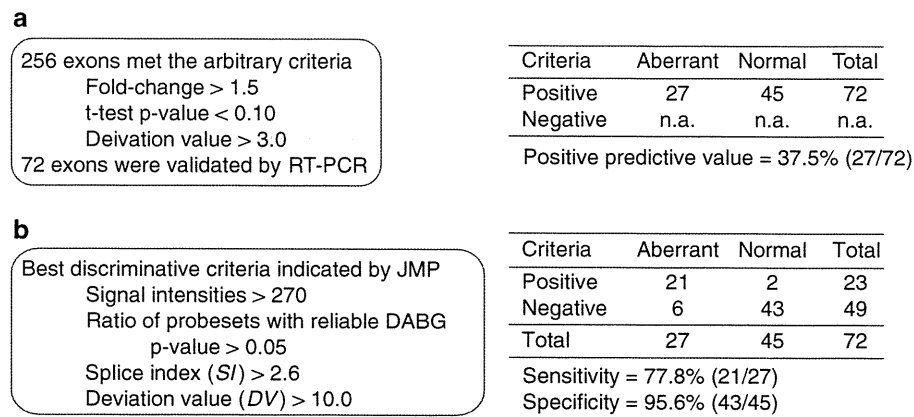 a
256 exons met the arbitrary criteria
Fold-change > 1.5
t-test p-value < 0.10
Deivation value > 3.0
72 exons were validated by RT-PCR
Criteria Aberrant Normal Total
Positive 27 45 72
Negative n.a. n.a. n.a.
Positive predictive value = 37.5% (27/72)
b
Best discriminative criteria indicated by JMP
Signal intensities > 270
Ratio of probesets with reliable DABG
p-value > 0.05
Splice index (SI) > 2.6
Deviation value (DV) > 10.0
Criteria Aberrant Normal Total
Positive 21 2 23
Negative 6 43 49
Total 27 45 72
Sensitivity = 77.8% (21/27)
Specificity = 95.6% (43/45)